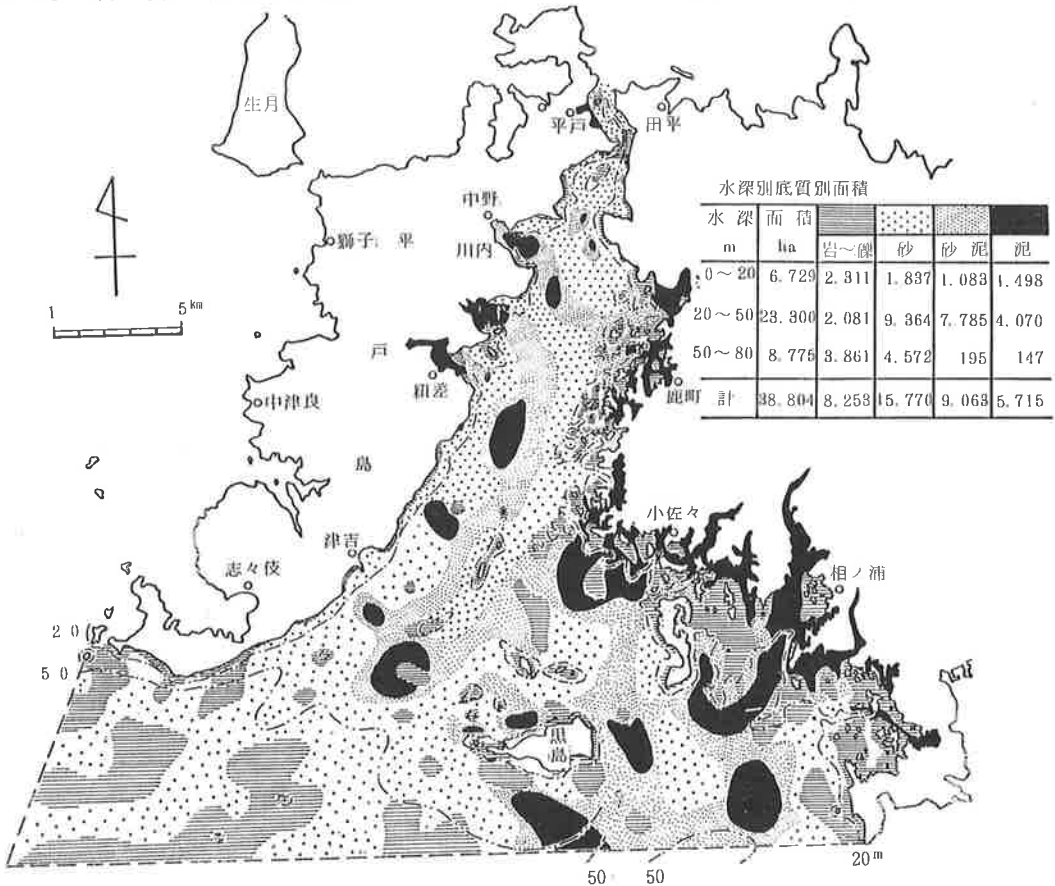 生月
平戸
田平
中野
獅子
平
川内
水深別底質別面積
水深 面積
m ha 岩～礫 砂 砂泥 泥
0～20 6.729 2.311 1.837 1.083 1.498
20～50 23.300 2.081 9.364 7.785 4.070
50～80 8.775 3.861 4.572 195 147
計 38.804 8.253 15.770 9.063 5.715
1 5km
戸
紐差
鹿町
中津良
島
小佐々
津吉
志々伎
相ノ浦
20
50
黒島
20m
50 50